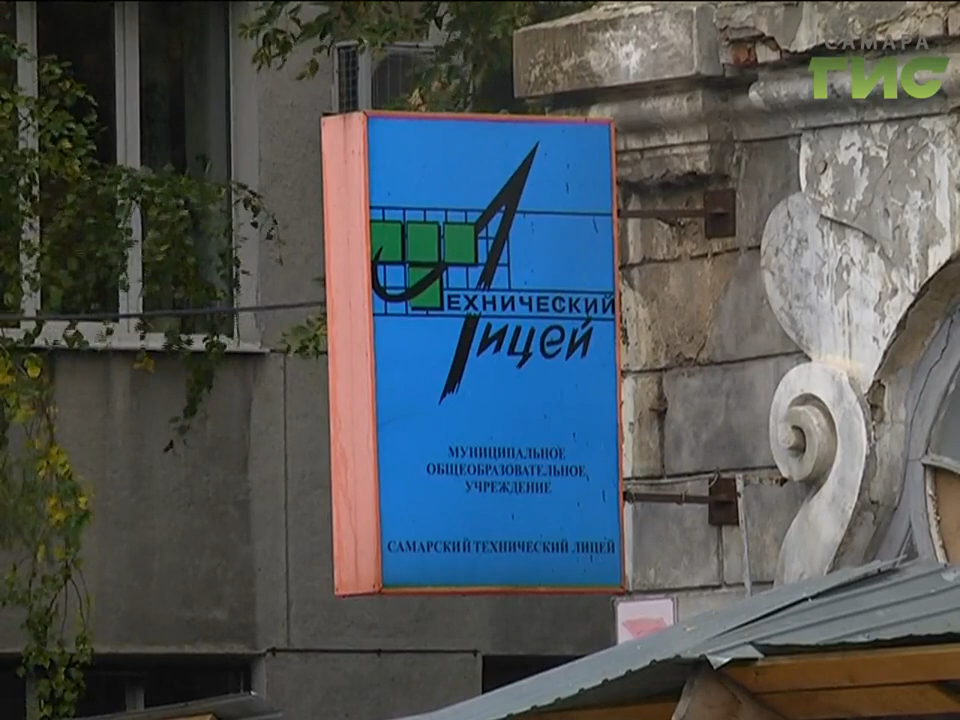 САМАРА
ГИС
Технический
Лицей
МУНИЦИПАЛЬНОЕ
ОБЩЕОБРАЗОВАТЕЛЬНОЕ
УЧРЕЖДЕНИЕ
САМАРСКИЙ ТЕХНИЧЕСКИЙ ЛИЦЕЙ